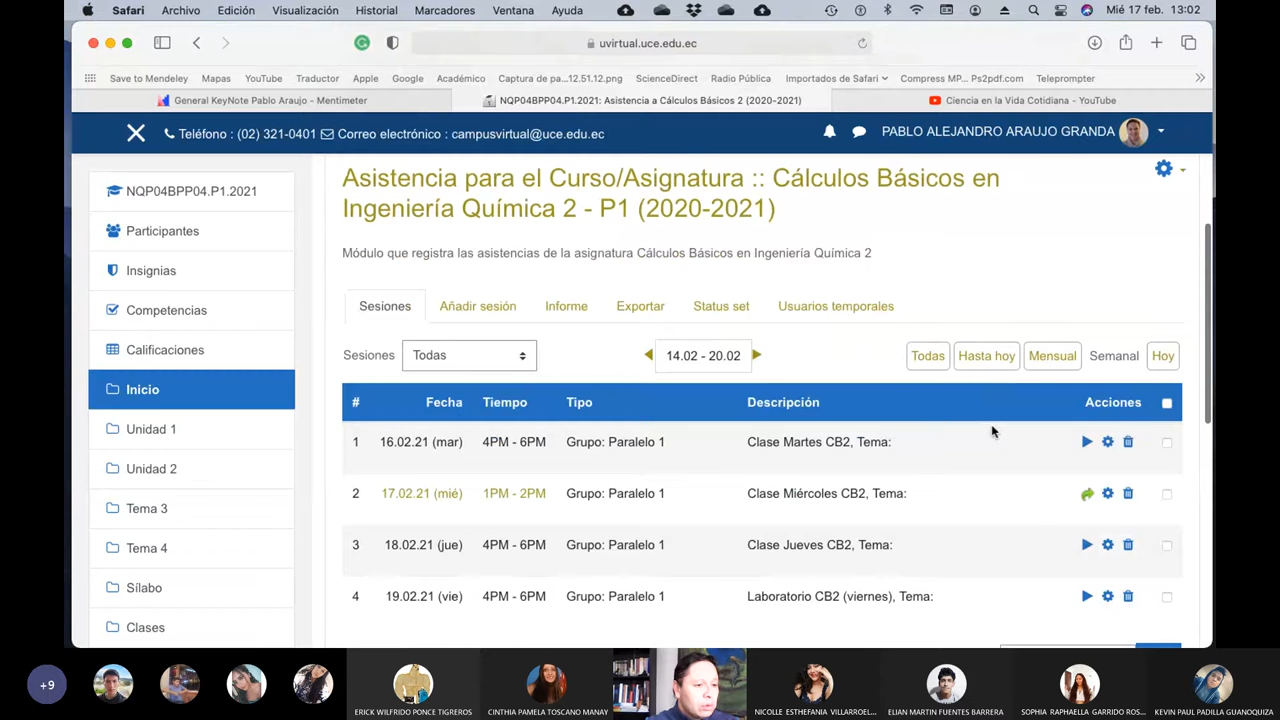 Safari Archivo Edición Visualización Historial Marcadores Ventana Ayuda Mié 17 feb. 13:02
uvirtual.uce.edu.ec
Save to Mendeley Mapas YouTube Traductor Apple Google Académico Captura de pa...12.51.12.png ScienceDirect Radio Pública Importados de Safari Compress MP... Ps2pdf.com Teleprompter
General KeyNote Pablo Araujo - Mentimeter NQP04BPP04.P1.2021: Asistencia a Cálculos Básicos 2 (2020-2021) Ciencia en la Vida Cotidiana - YouTube
Teléfono : (02) 321-0401 Correo electrónico : campusvirtual@uce.edu.ec PABLO ALEJANDRO ARAUJO GRANDA
NQP04BPP04.P1.2021
Participantes
Insignias
Competencias
Calificaciones
Inicio
Unidad 1
Unidad 2
Tema 3
Tema 4
Sílabo
Clases
Asistencia para el Curso/Asignatura :: Cálculos Básicos en
Ingeniería Química 2 - P1 (2020-2021)
Módulo que registra las asistencias de la asignatura Cálculos Básicos en Ingeniería Química 2
Sesiones Añadir sesión Informe Exportar Status set Usuarios temporales
Sesiones Todas 14.02 - 20.02 Todas Hasta hoy Mensual Semanal Hoy
# Fecha Tiempo Tipo Descripción Acciones
1 16.02.21 (mar) 4PM - 6PM Grupo: Paralelo 1 Clase Martes CB2, Tema:
2 17.02.21 (mié) 1PM - 2PM Grupo: Paralelo 1 Clase Miércoles CB2, Tema:
3 18.02.21 (jue) 4PM - 6PM Grupo: Paralelo 1 Clase Jueves CB2, Tema:
4 19.02.21 (vie) 4PM - 6PM Grupo: Paralelo 1 Laboratorio CB2 (viernes), Tema:
+9
ERICK WILFRIDO PONCE TIGREROS CINTHIA PAMELA TOSCANO MANAY NICOLLE ESTHEFANIA VILLARROEL... ELIAN MARTIN FUENTES BARRERA SOPHIA RAPHAELLA GARRIDO ROS... KEVIN PAUL PADILLA GUANOQUIZA